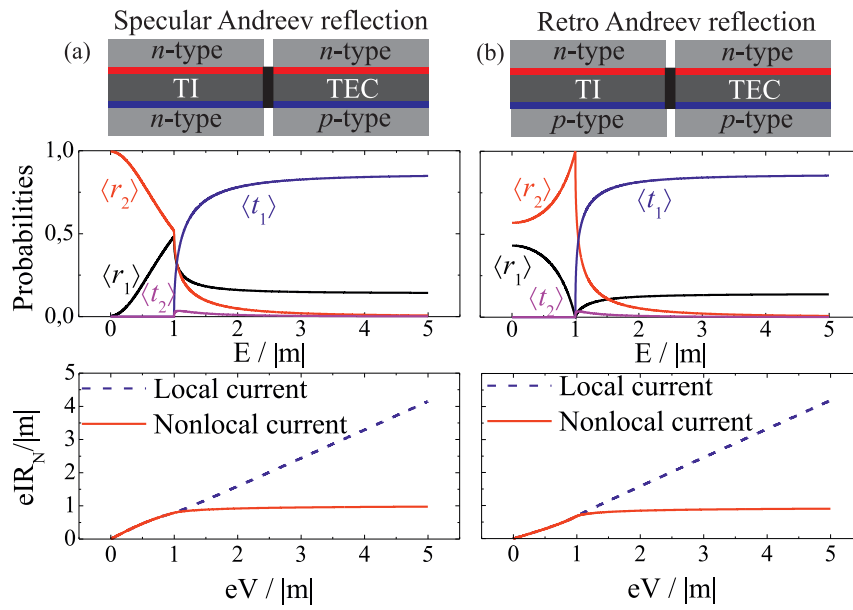 Specular Andreev reflection
(a)
n-type n-type
TI TEC
n-type p-type
1,0
0,5
0,0
Probabilities
⟨r2⟩
⟨r1⟩
⟨t1⟩
⟨t2⟩
0 1 2 3 4 5
E / |m|
5
4
3
2
1
0
eIR_N/|m|
Local current
Nonlocal current
0 1 2 3 4 5
eV / |m|
Retro Andreev reflection
(b)
n-type n-type
TI TEC
p-type p-type
⟨r2⟩
⟨r1⟩
⟨t1⟩
⟨t2⟩
0 1 2 3 4 5
E / |m|
Local current
Nonlocal current
0 1 2 3 4 5
eV / |m|